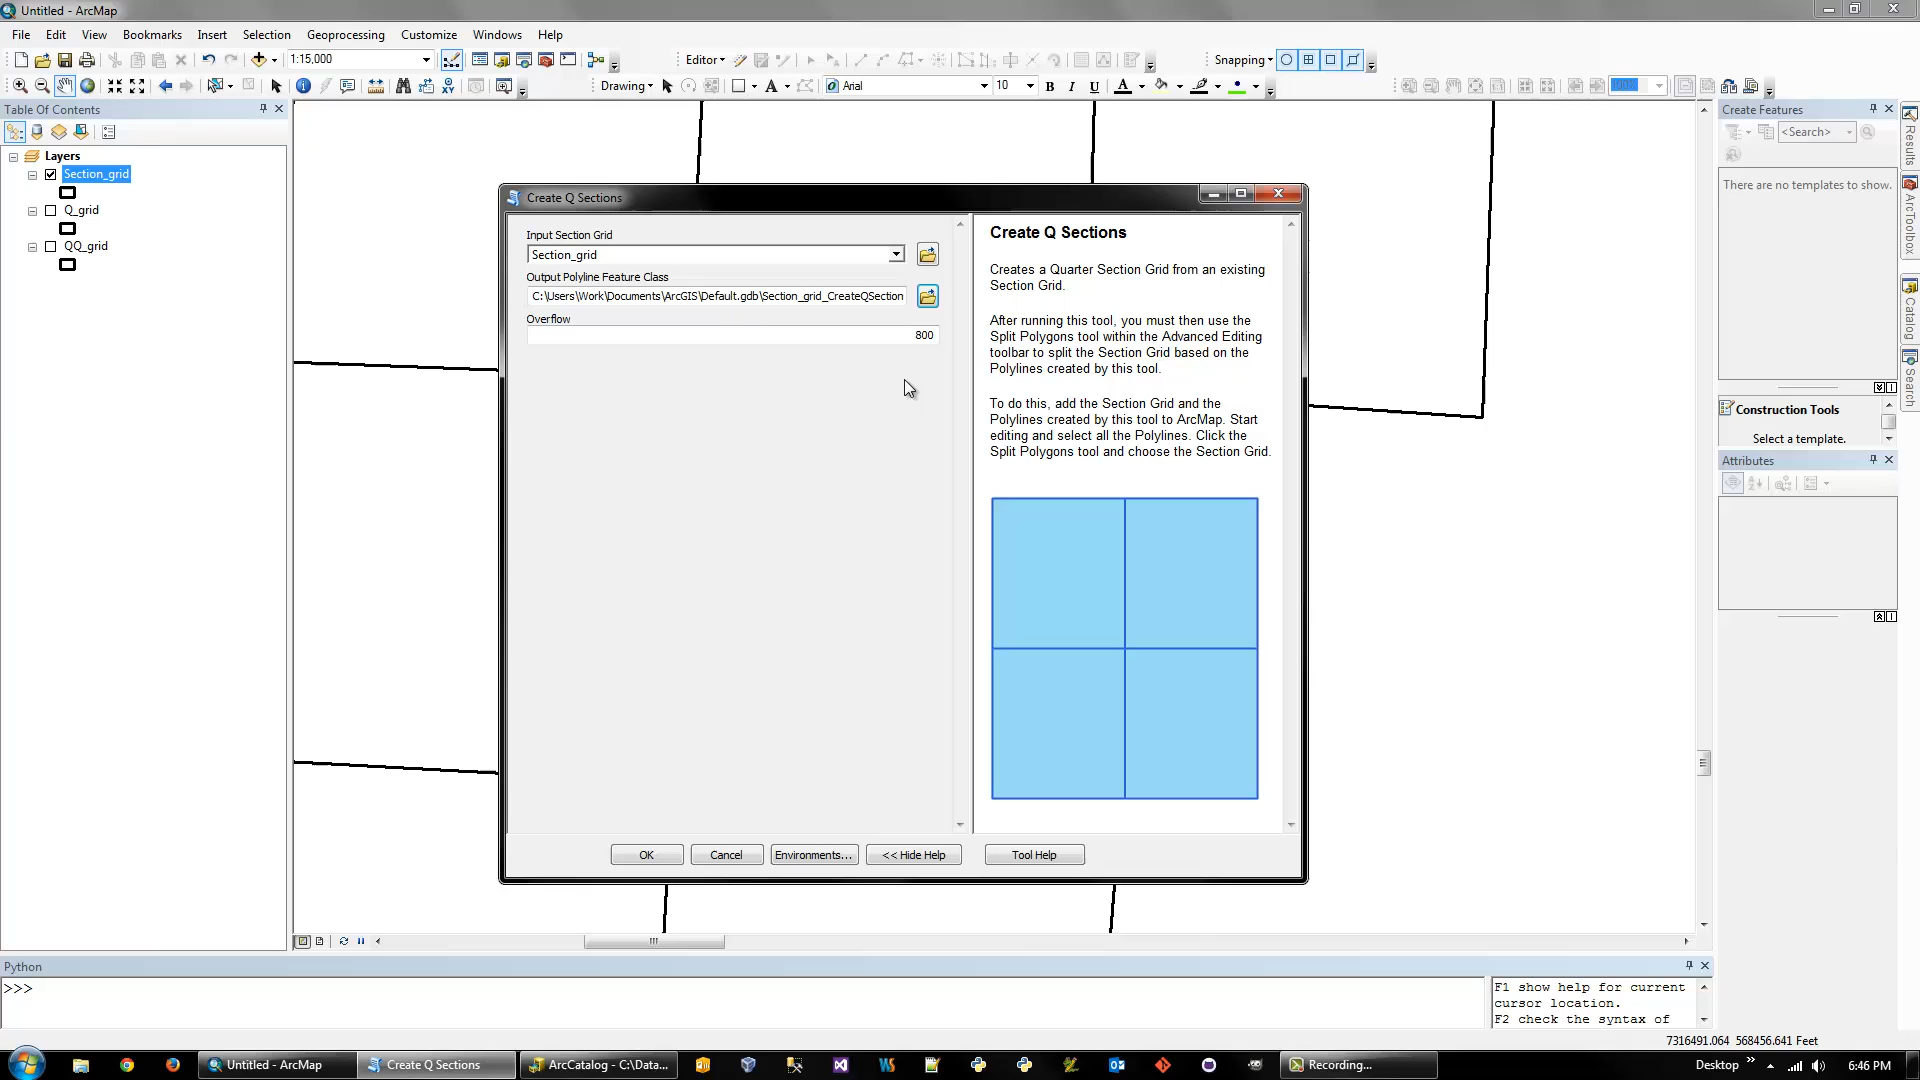 Untitled - ArcMap
File Edit View Bookmarks Insert Selection Geoprocessing Customize Windows Help
1:15,000 Editor Snapping
Drawing Arial 10 B I U A 100%
Table Of Contents
Layers
Section_grid
Q_grid
QQ_grid
Create Q Sections
Input Section Grid
Section_grid
Output Polyline Feature Class
C:\Users\Work\Documents\ArcGIS\Default.gdb\Section_grid_CreateQSection
Overflow
800
Create Q Sections
Creates a Quarter Section Grid from an existing
Section Grid.
After running this tool, you must then use the
Split Polygons tool within the Advanced Editing
toolbar to split the Section Grid based on the
Polylines created by this tool.
To do this, add the Section Grid and the
Polylines created by this tool to ArcMap. Start
editing and select all the Polylines. Click the
Split Polygons tool and choose the Section Grid.
OK Cancel Environments... << Hide Help Tool Help
Create Features
<Search>
There are no templates to show.
Construction Tools
Select a template.
Attributes
Results
ArcToolbox
Catalog
Search
Python
>>>
F1 show help for current
cursor location.
F2 check the syntax of
7316491.064 568456.641 Feet
Untitled - ArcMap Create Q Sections ArcCatalog - C:\Data... Recording... Desktop 6:46 PM